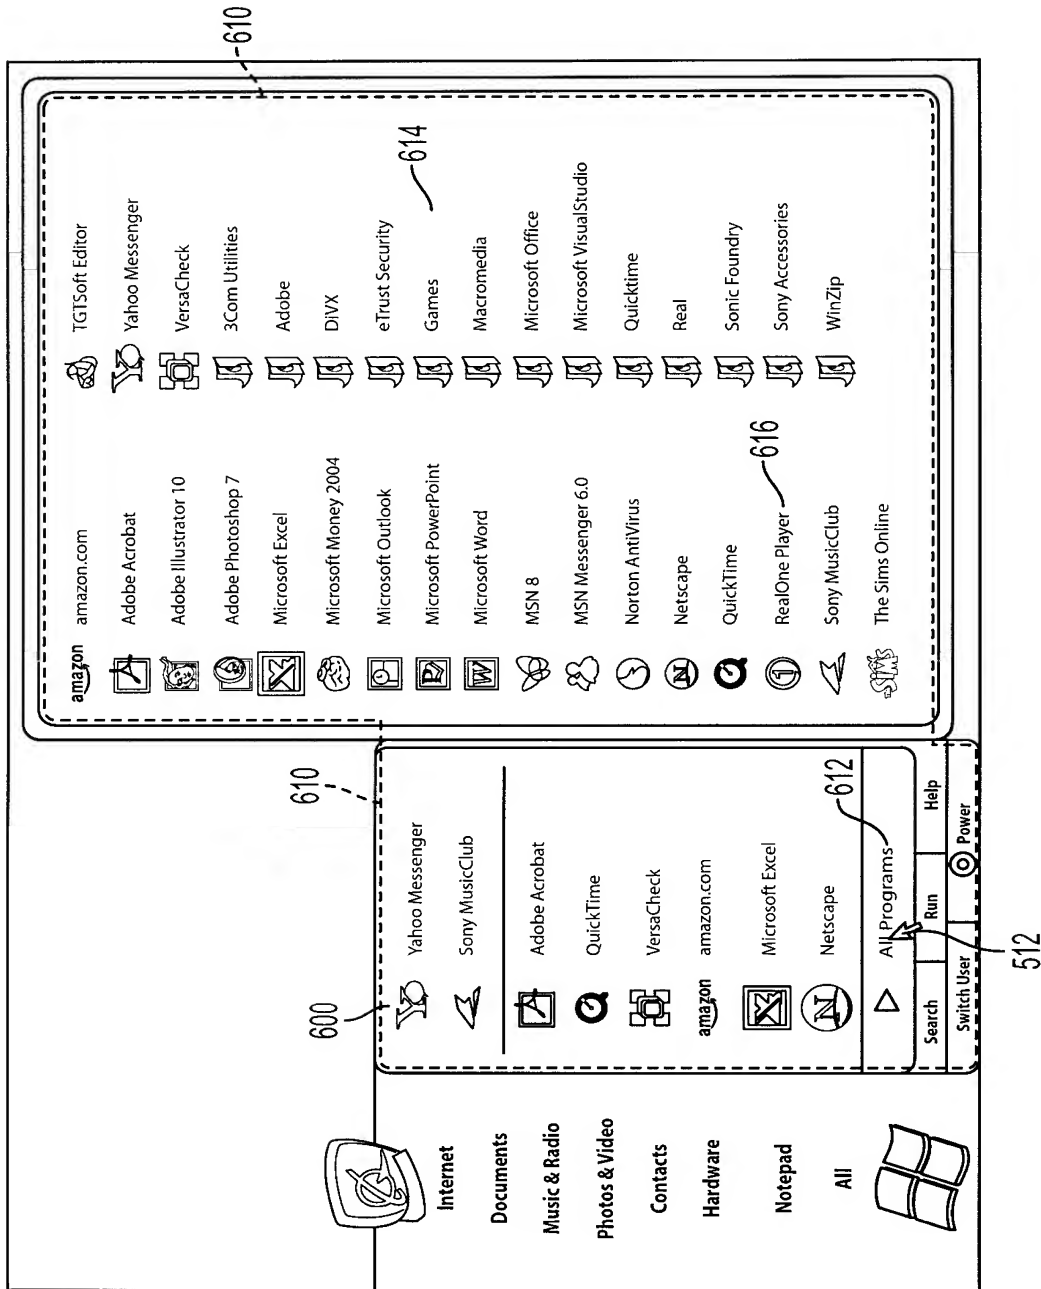 Internet
Documents
Music & Radio
Photos & Video
Contacts
Hardware
Notepad
All
600
610
Yahoo Messenger
Sony MusicClub
Adobe Acrobat
QuickTime
VersaCheck
amazon
amazon.com
Microsoft Excel
N Netscape
All Programs
612
512
Search
Run
Help
Switch User
Power
610
amazon
amazon.com
Adobe Acrobat
Adobe Illustrator 10
Adobe Photoshop 7
Microsoft Excel
Microsoft Money 2004
Microsoft Outlook
P Microsoft PowerPoint
W Microsoft Word
MSN 8
MSN Messenger 6.0
Norton AntiVirus
N Netscape
QuickTime
1 RealOne Player
616
Sony MusicClub
SIMS The Sims Online
TGTSoft Editor
Y! Yahoo Messenger
VersaCheck
3Com Utilities
Adobe
DiVX
eTrust Security
Games
614
Macromedia
Microsoft Office
Microsoft VisualStudio
Quicktime
Real
Sonic Foundry
Sony Accessories
WinZip